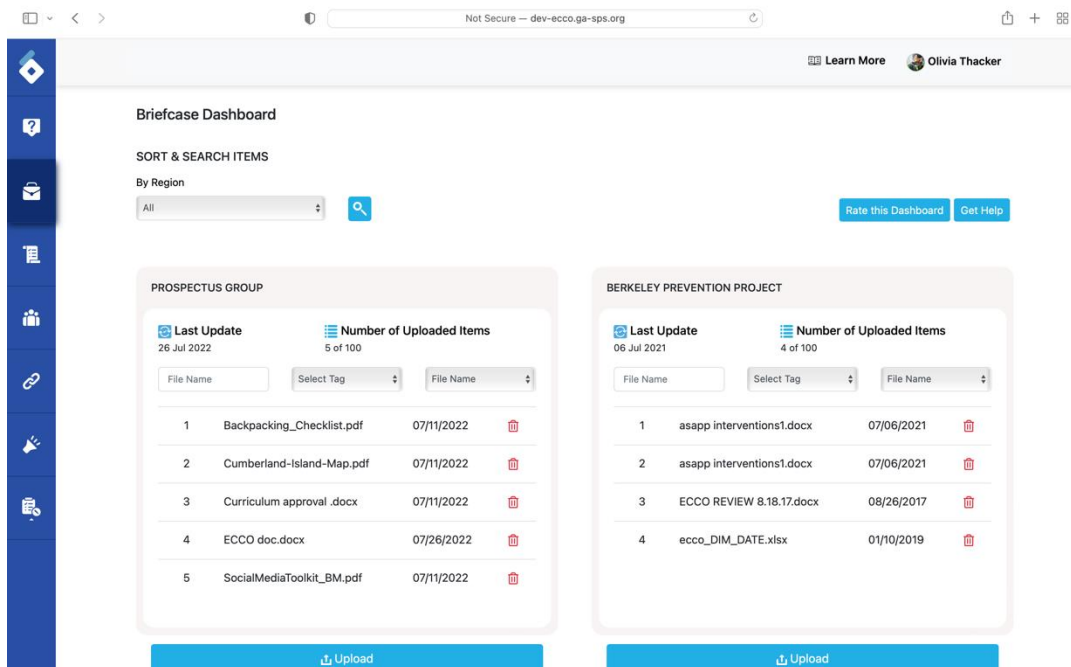 Not Secure — dev-ecco.ga-sps.org
Learn More Olivia Thacker
Briefcase Dashboard
SORT & SEARCH ITEMS
By Region
All
Rate this Dashboard Get Help
PROSPECTUS GROUP
Last Update Number of Uploaded Items
26 Jul 2022 5 of 100
File Name Select Tag File Name
1 Backpacking_Checklist.pdf 07/11/2022
2 Cumberland-Island-Map.pdf 07/11/2022
3 Curriculum approval .docx 07/11/2022
4 ECCO doc.docx 07/26/2022
5 SocialMediaToolkit_BM.pdf 07/11/2022
Upload
BERKELEY PREVENTION PROJECT
Last Update Number of Uploaded Items
06 Jul 2021 4 of 100
File Name Select Tag File Name
1 asapp interventions1.docx 07/06/2021
2 asapp interventions1.docx 07/06/2021
3 ECCO REVIEW 8.18.17.docx 08/26/2017
4 ecco_DIM_DATE.xlsx 01/10/2019
Upload